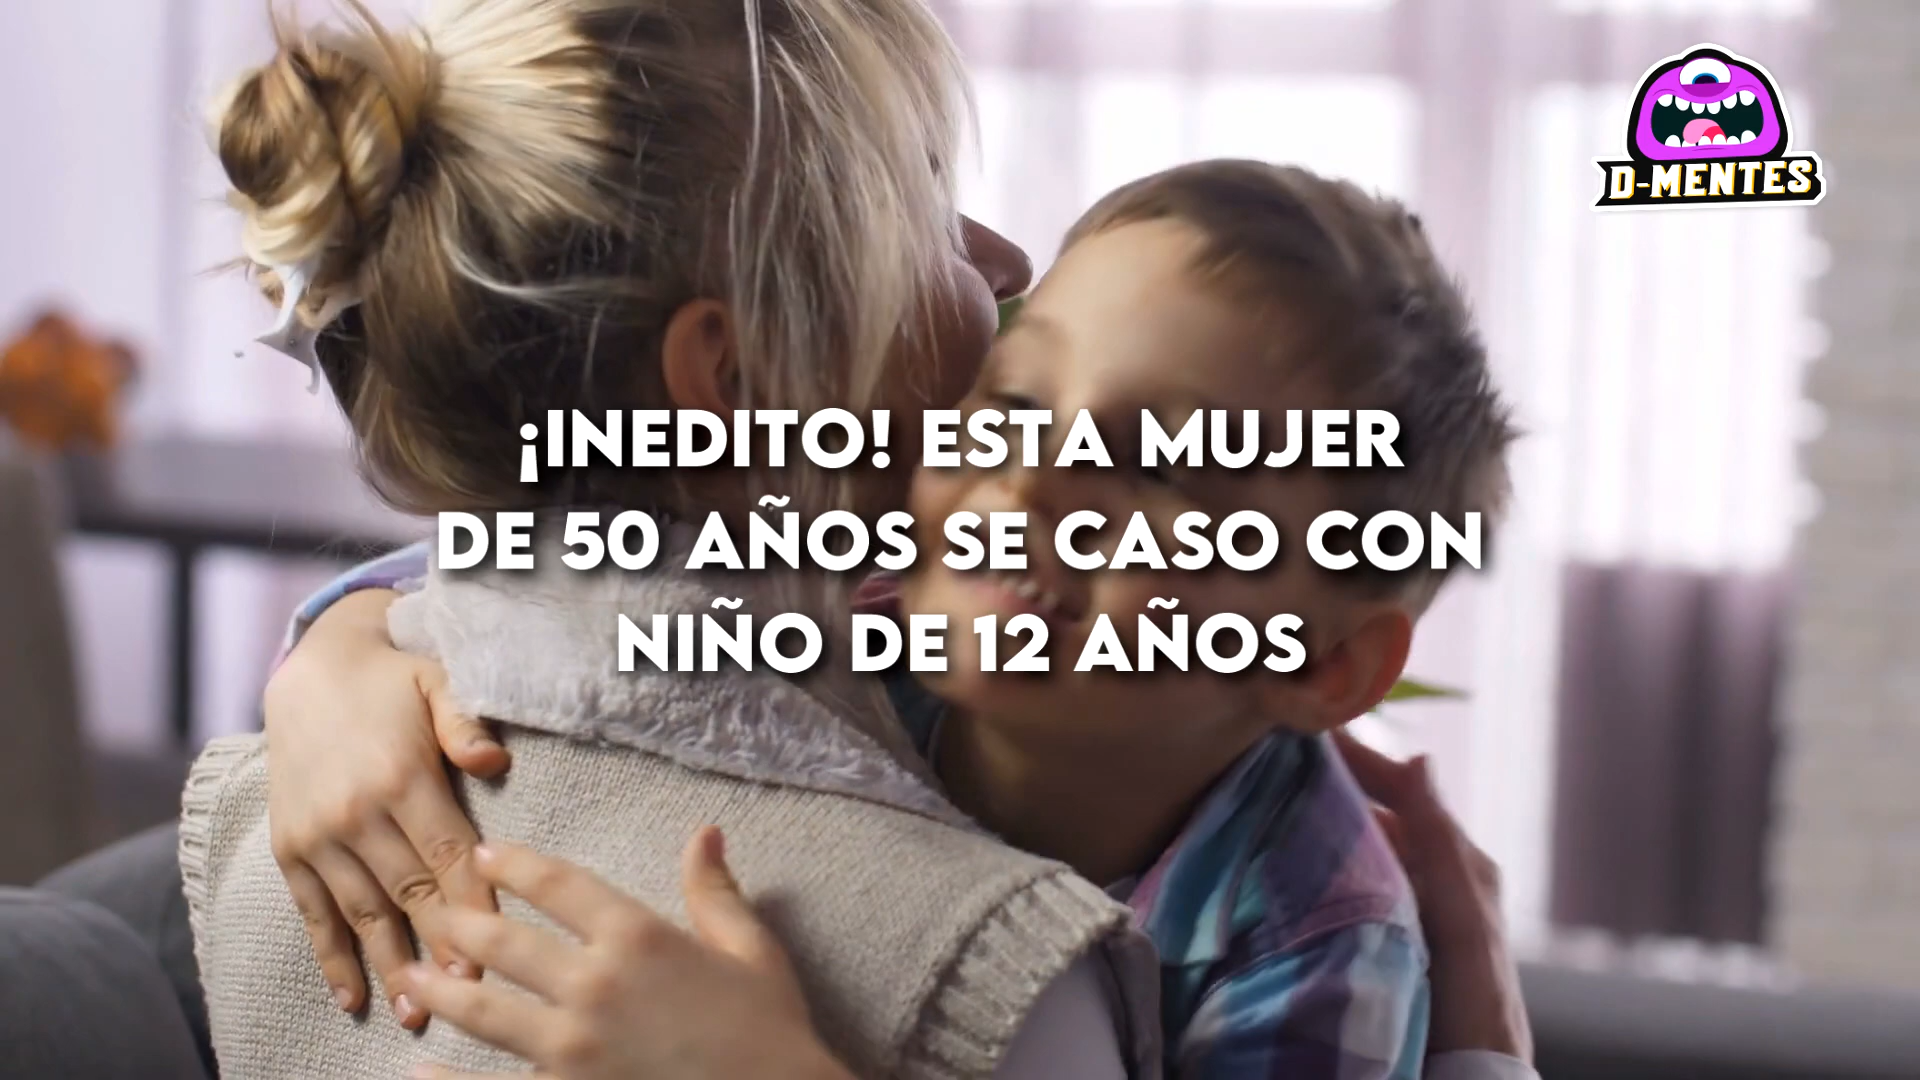 D-MENTES
¡INEDITO! ESTA MUJER
DE 50 AÑOS SE CASO CON
NIÑO DE 12 AÑOS